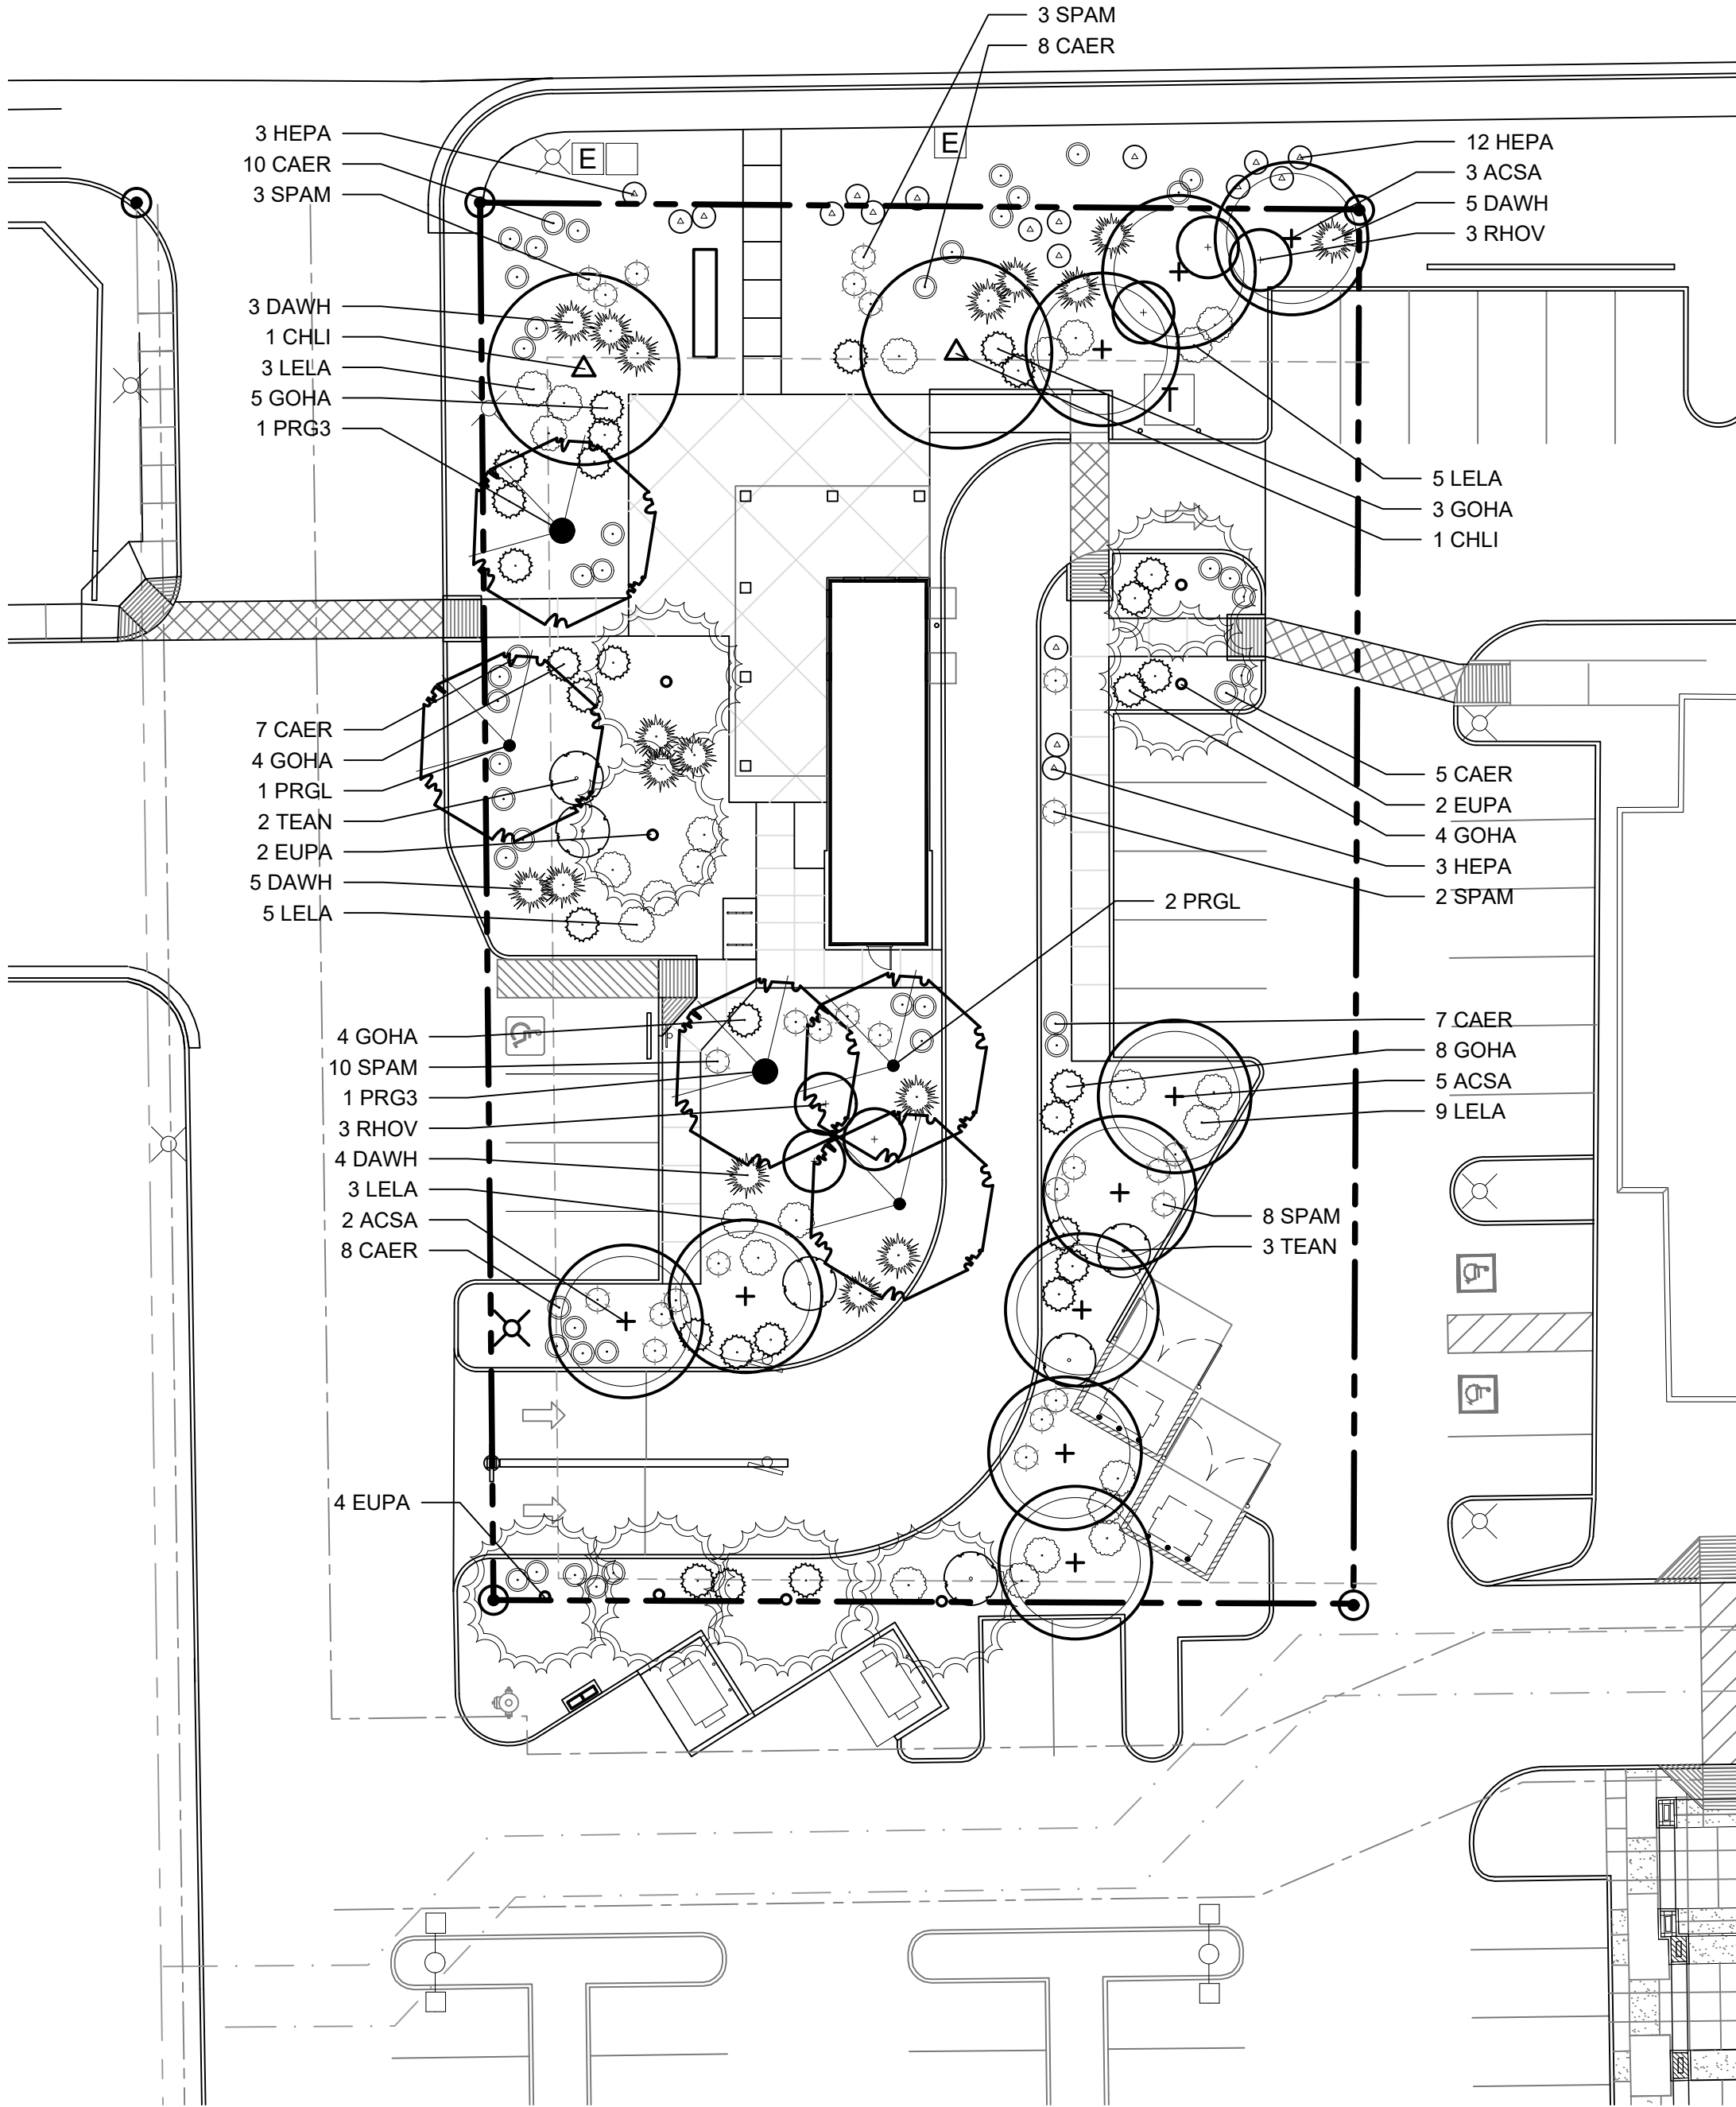 3 SPAM
8 CAER
3 HEPA
10 CAER
3 SPAM
E
E
12 HEPA
3 ACSA
5 DAWH
3 RHOV
3 DAWH
1 CHLI
3 LELA
5 GOHA
1 PRG3
T
5 LELA
3 GOHA
1 CHLI
7 CAER
4 GOHA
1 PRGL
2 TEAN
2 EUPA
5 DAWH
5 LELA
5 CAER
2 EUPA
4 GOHA
3 HEPA
2 SPAM
2 PRGL
4 GOHA
10 SPAM
1 PRG3
3 RHOV
4 DAWH
3 LELA
2 ACSA
8 CAER
7 CAER
8 GOHA
5 ACSA
9 LELA
8 SPAM
3 TEAN
4 EUPA